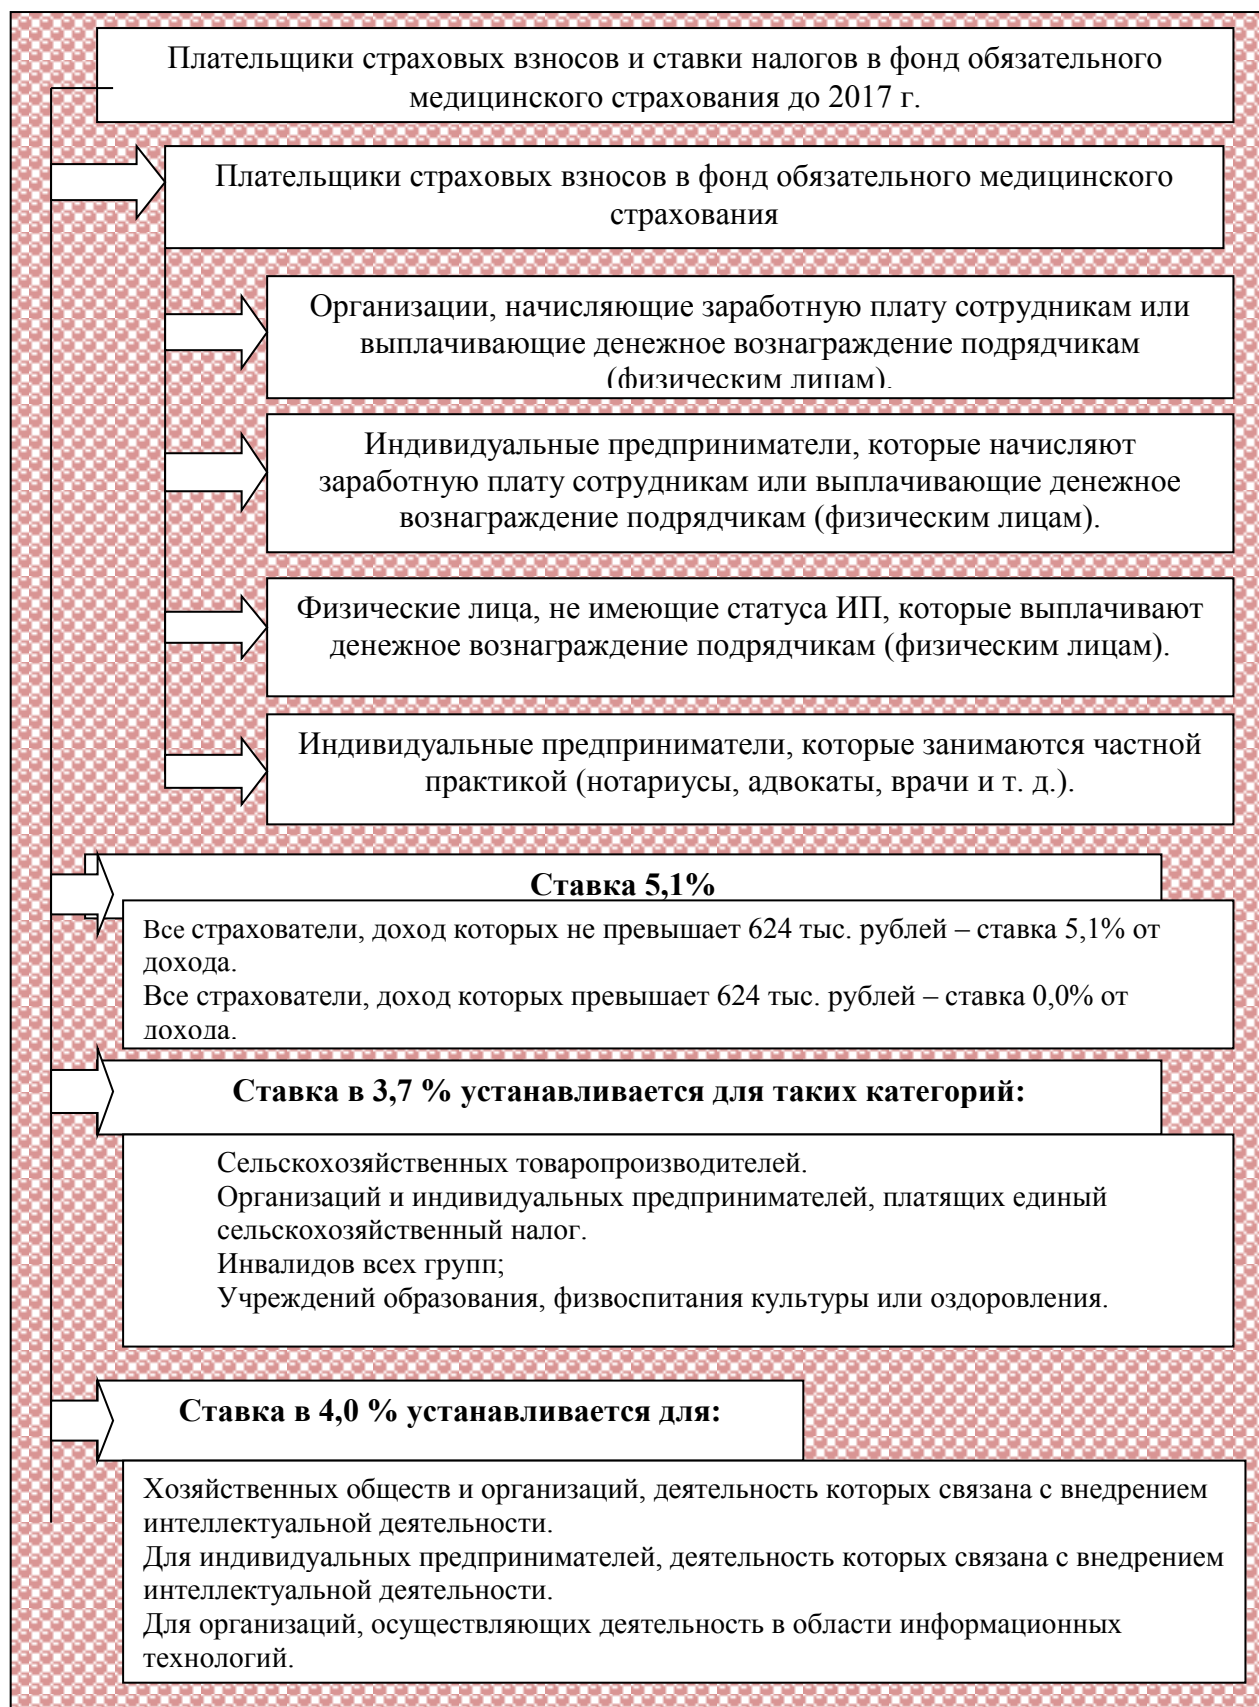 Плательщики страховых взносов и ставки налогов в фонд обязательного
медицинского страхования до 2017 г.
Плательщики страховых взносов в фонд обязательного медицинского
страхования
Организации, начисляющие заработную плату сотрудникам или
выплачивающие денежное вознаграждение подрядчикам
(физическим лицам).
Индивидуальные предприниматели, которые начисляют
заработную плату сотрудникам или выплачивающие денежное
вознаграждение подрядчикам (физическим лицам).
Физические лица, не имеющие статуса ИП, которые выплачивают
денежное вознаграждение подрядчикам (физическим лицам).
Индивидуальные предприниматели, которые занимаются частной
практикой (нотариусы, адвокаты, врачи и т. д.).
Ставка 5,1%
Все страхователи, доход которых не превышает 624 тыс. рублей – ставка 5,1% от
дохода.
Все страхователи, доход которых превышает 624 тыс. рублей – ставка 0,0% от
дохода.
Ставка в 3,7 % устанавливается для таких категорий:
Сельскохозяйственных товаропроизводителей.
Организаций и индивидуальных предпринимателей, платящих единый
сельскохозяйственный налог.
Инвалидов всех групп;
Учреждений образования, физвоспитания культуры или оздоровления.
Ставка в 4,0 % устанавливается для:
Хозяйственных обществ и организаций, деятельность которых связана с внедрением
интеллектуальной деятельности.
Для индивидуальных предпринимателей, деятельность которых связана с внедрением
интеллектуальной деятельности.
Для организаций, осуществляющих деятельность в области информационных
технологий.